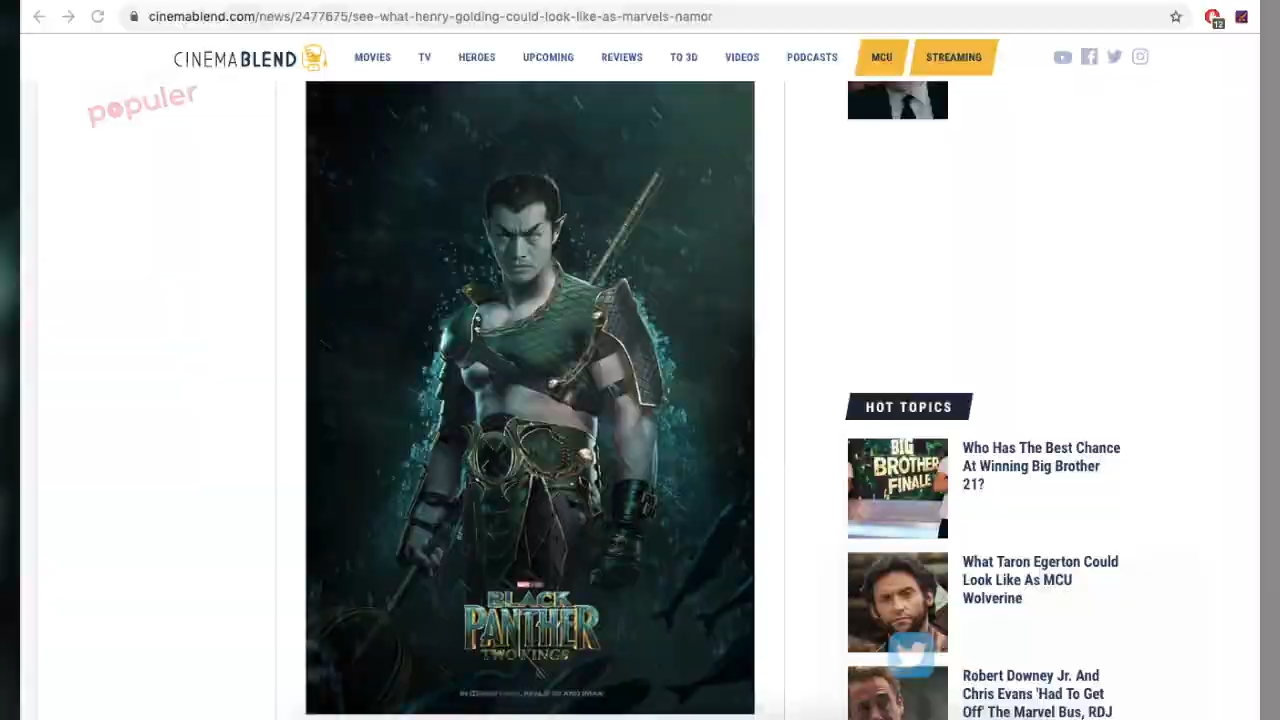 cinemablend.com/news/2477675/see-what-henry-golding-could-look-like-as-marvels-namor
12
CINEMABLEND
MOVIES
TV
HEROES
UPCOMING
REVIEWS
TO 3D
VIDEOS
PODCASTS
MCU
STREAMING
populer
HOT TOPICS
BIG
BROTHER
FINALE
Who Has The Best Chance
At Winning Big Brother
21?
What Taron Egerton Could
Look Like As MCU
Wolverine
BLACK
PANTHER
TWO KINGS
Robert Downey Jr. And
Chris Evans 'Had To Get
Off' The Marvel Bus, RDJ